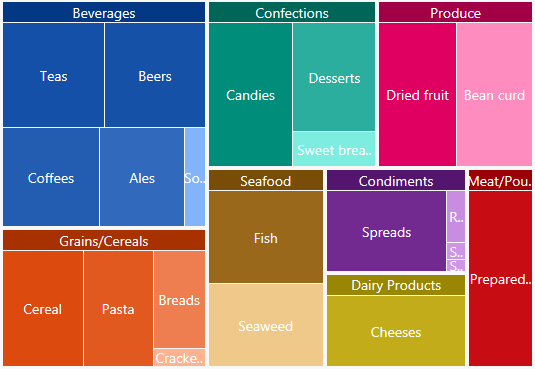 Beverages
Teas
Beers
Coffees
Ales
So..
Grains/Cereals
Cereal
Pasta
Breads
Cracke..
Confections
Candies
Desserts
Sweet brea..
Produce
Dried fruit
Bean curd
Seafood
Fish
Seaweed
Condiments
Spreads
R..
S..
S..
Dairy Products
Cheeses
Meat/Pou..
Prepared..